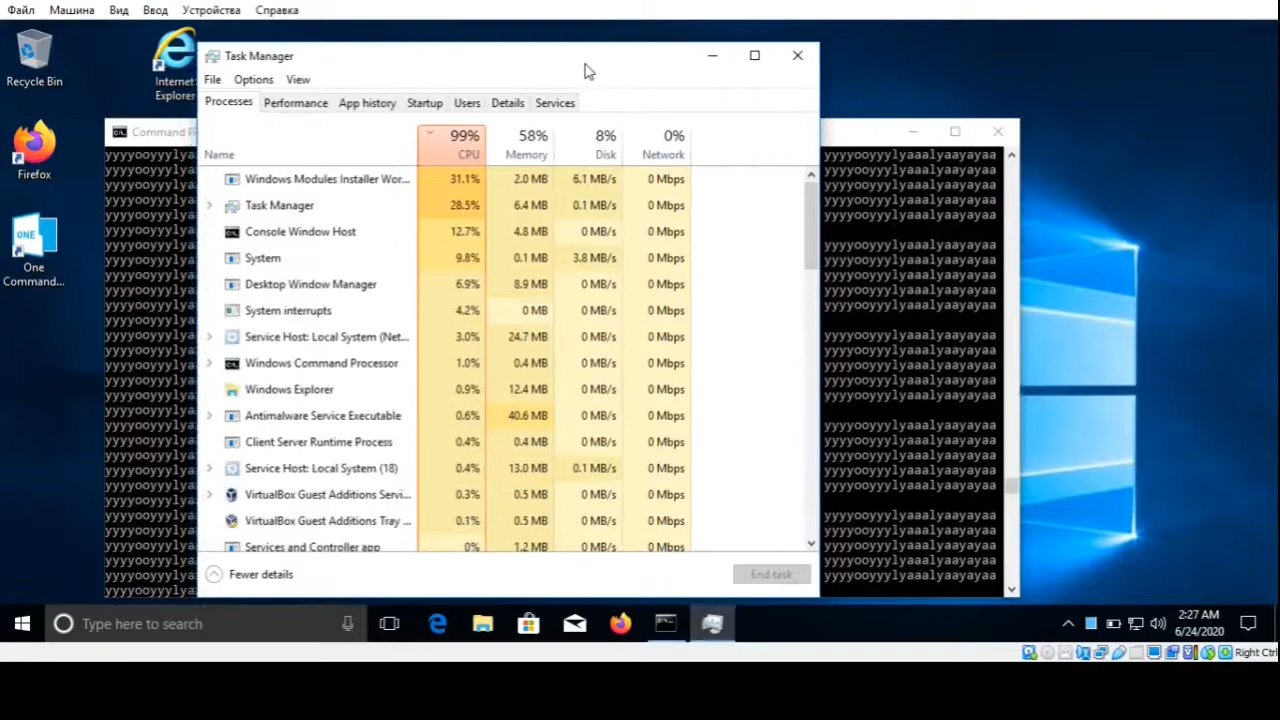 Файл Машина Вид Ввод Устройства Справка
Recycle Bin
Internet
Explorer
Firefox
ONE
One
Command...
Task Manager
File Options View
Processes Performance App history Startup Users Details Services
99% 58% 8% 0%
Name CPU Memory Disk Network
Windows Modules Installer Wor... 31.1% 2.0 MB 6.1 MB/s 0 Mbps
Task Manager 28.5% 6.4 MB 0.1 MB/s 0 Mbps
Console Window Host 12.7% 4.8 MB 0 MB/s 0 Mbps
System 9.8% 0.1 MB 3.8 MB/s 0 Mbps
Desktop Window Manager 6.9% 8.9 MB 0 MB/s 0 Mbps
System interrupts 4.2% 0 MB 0 MB/s 0 Mbps
Service Host: Local System (Net... 3.0% 24.7 MB 0 MB/s 0 Mbps
Windows Command Processor 1.0% 0.4 MB 0 MB/s 0 Mbps
Windows Explorer 0.9% 12.4 MB 0 MB/s 0 Mbps
Antimalware Service Executable 0.6% 40.6 MB 0 MB/s 0 Mbps
Client Server Runtime Process 0.4% 0.4 MB 0 MB/s 0 Mbps
Service Host: Local System (18) 0.4% 13.0 MB 0.1 MB/s 0 Mbps
VirtualBox Guest Additions Servi... 0.3% 0.5 MB 0 MB/s 0 Mbps
VirtualBox Guest Additions Tray ... 0.1% 0.5 MB 0 MB/s 0 Mbps
Services and Controller app 0% 1.2 MB 0 MB/s 0 Mbps
Fewer details End task
Command P
Type here to search
2:27 AM
6/24/2020
Right Ctrl